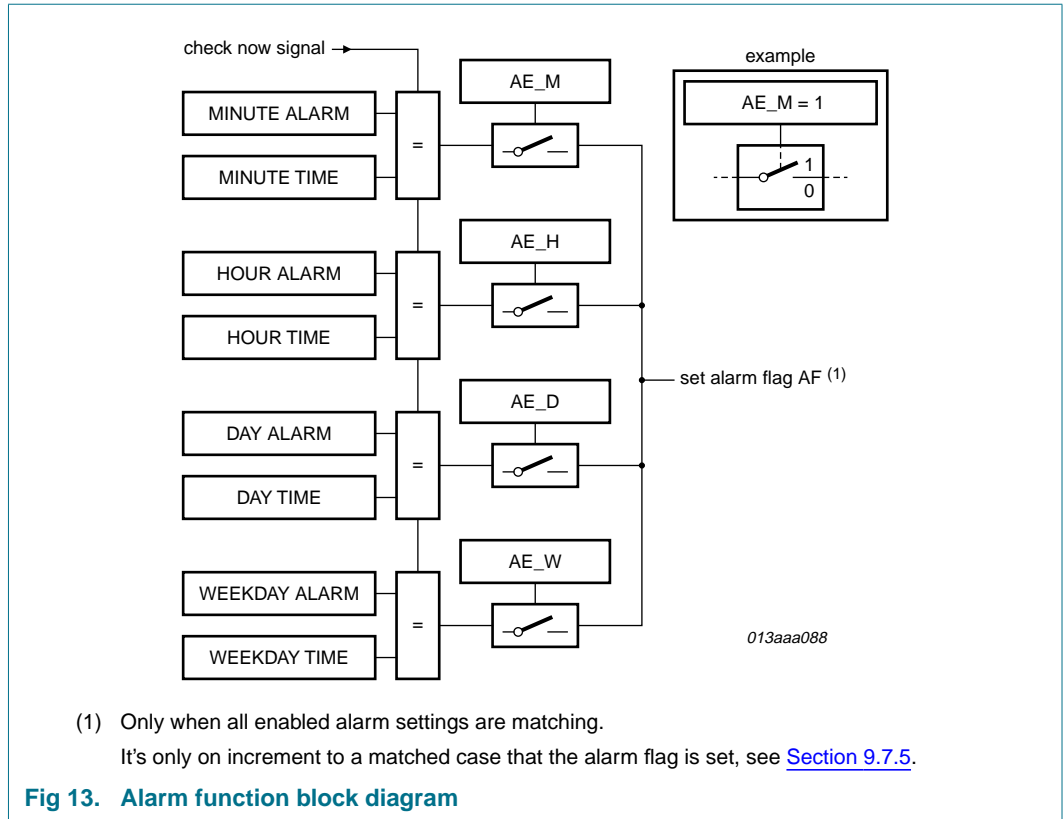 check now signal
example
AE_M
AE_M = 1
MINUTE ALARM
=
1
MINUTE TIME
0
AE_H
HOUR ALARM
=
HOUR TIME
set alarm flag AF (1)
AE_D
DAY ALARM
=
DAY TIME
AE_W
WEEKDAY ALARM
=
013aaa088
WEEKDAY TIME
(1) Only when all enabled alarm settings are matching.
It's only on increment to a matched case that the alarm flag is set, see Section 9.7.5.
Fig 13. Alarm function block diagram